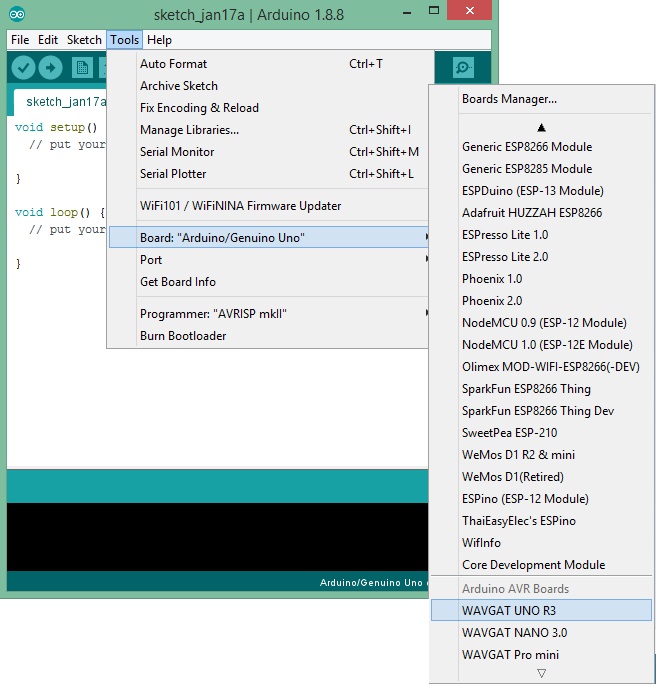 sketch_jan17a | Arduino 1.8.8
File Edit Sketch Tools Help
sketch_jan17a
void setup()
// put your
}
void loop() {
// put your
}
Auto Format Ctrl+T
Archive Sketch
Fix Encoding & Reload
Manage Libraries... Ctrl+Shift+I
Serial Monitor Ctrl+Shift+M
Serial Plotter Ctrl+Shift+L
WiFi101 / WiFiNINA Firmware Updater
Board: "Arduino/Genuino Uno"
Port
Get Board Info
Programmer: "AVRISP mkII"
Burn Bootloader
Boards Manager...
Generic ESP8266 Module
Generic ESP8285 Module
ESPDuino (ESP-13 Module)
Adafruit HUZZAH ESP8266
ESPresso Lite 1.0
ESPresso Lite 2.0
Phoenix 1.0
Phoenix 2.0
NodeMCU 0.9 (ESP-12 Module)
NodeMCU 1.0 (ESP-12E Module)
Olimex MOD-WIFI-ESP8266(-DEV)
SparkFun ESP8266 Thing
SparkFun ESP8266 Thing Dev
SweetPea ESP-210
WeMos D1 R2 & mini
WeMos D1(Retired)
ESPino (ESP-12 Module)
ThaiEasyElec's ESPino
WifInfo
Core Development Module
Arduino AVR Boards
WAVGAT UNO R3
WAVGAT NANO 3.0
WAVGAT Pro mini
Arduino/Genuino Uno